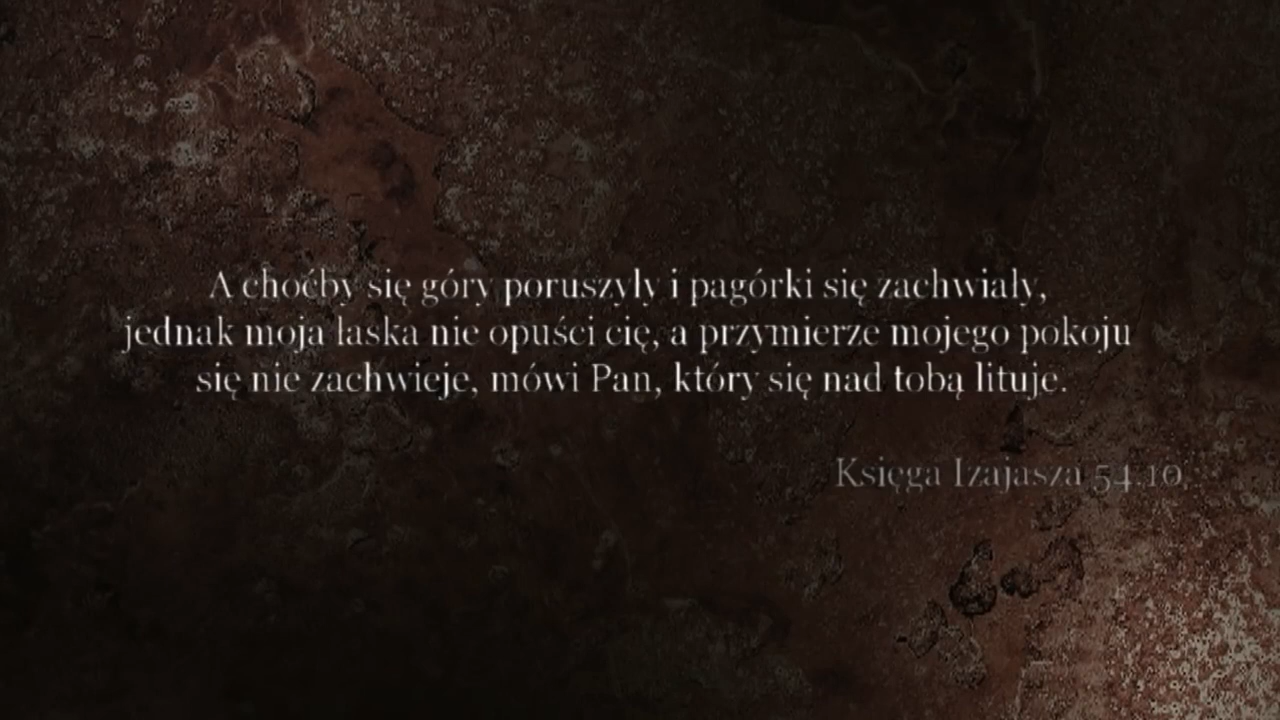 A choćby się góry poruszyły i pagórki się zachwiały,
jednak moja łaska nie opuści cię, a przymierze mojego pokoju
się nie zachwieje, mówi Pan, który się nad tobą lituje.
Księga Izajasza 54.10